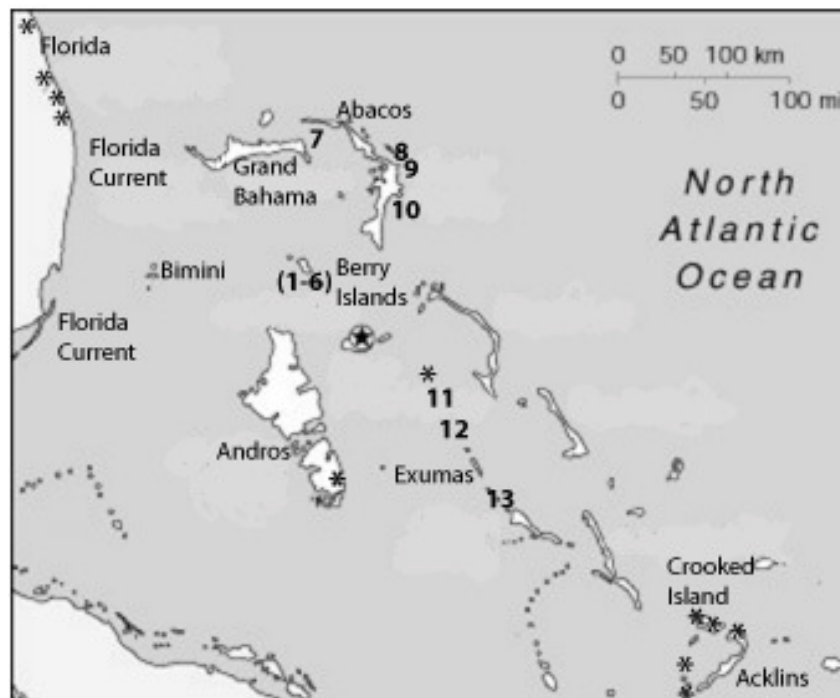 Florida
0 50 100 km
0 50 100 mi
Abacos
7
8
9
Florida
Current
Grand
Bahama
10
North
Atlantic
Ocean
Bimini
(1-6)
Berry
Islands
Florida
Current
11
12
Andros
Exumas
13
Crooked
Island
Acklins